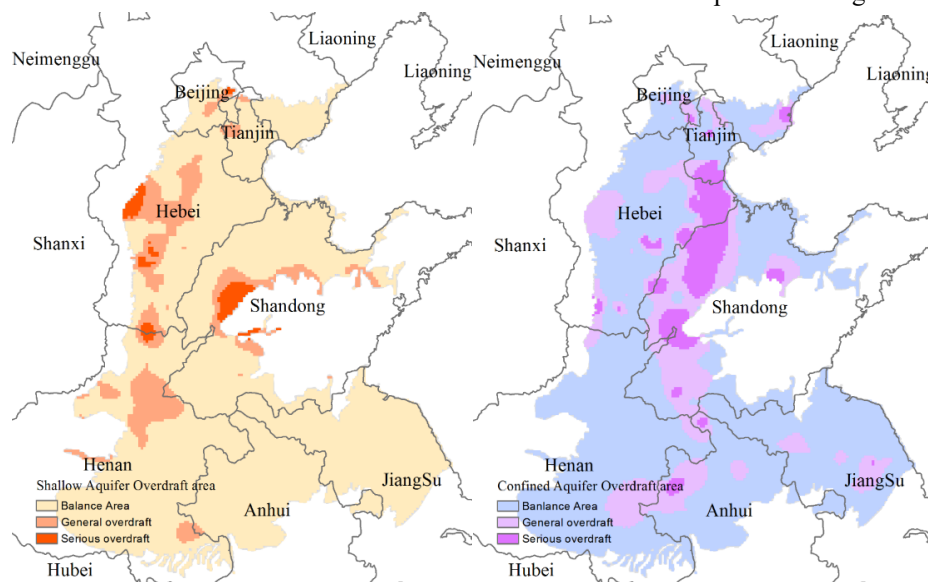 Liaoning
Neimenggu
Liaoning
Beijing
Tianjin
Hebei
Shanxi
Shandong
Henan
Shallow Aquifer Overdraft area
Balance Area
General overdraft
Serious overdraft
JiangSu
Anhui
Hubei
Liaoning
Neimenggu
Liaoning
Beijing
Tianjin
Hebei
Shanxi
Shandong
Henan
Confined Aquifer Overdraft area
Banlance Area
General overdraft
Serious overdraft
JiangSu
Anhui
Hubei